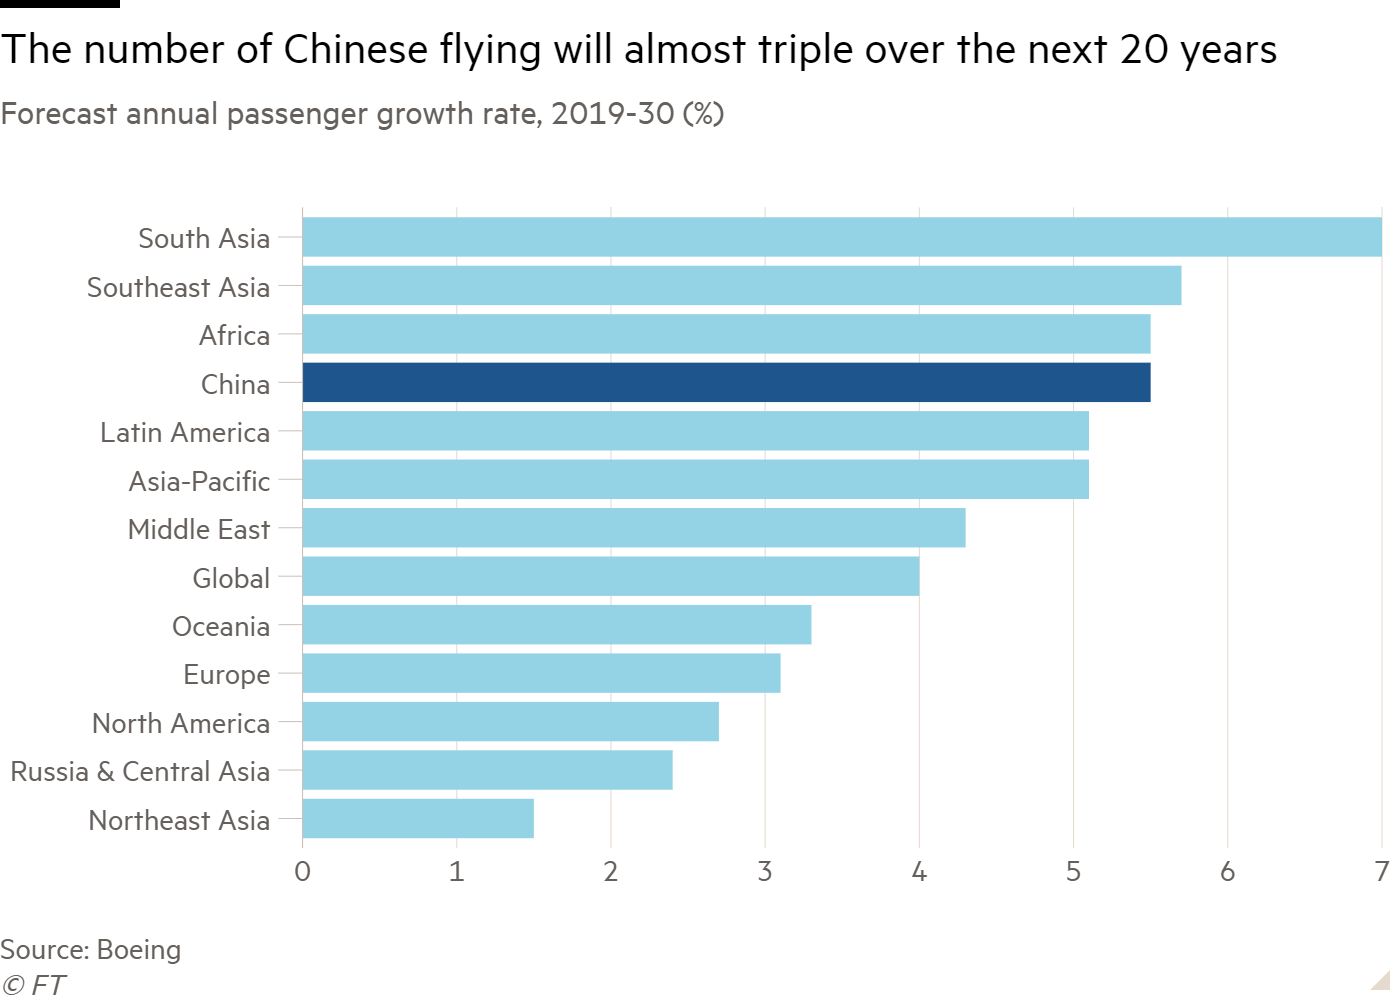 The number of Chinese flying will almost triple over the next 20 years
Forecast annual passenger growth rate, 2019-30 (%)
South Asia
Southeast Asia
Africa
China
Latin America
Asia-Pacific
Middle East
Global
Oceania
Europe
North America
Russia & Central Asia
Northeast Asia
0 1 2 3 4 5 6 7
Source: Boeing
© FT